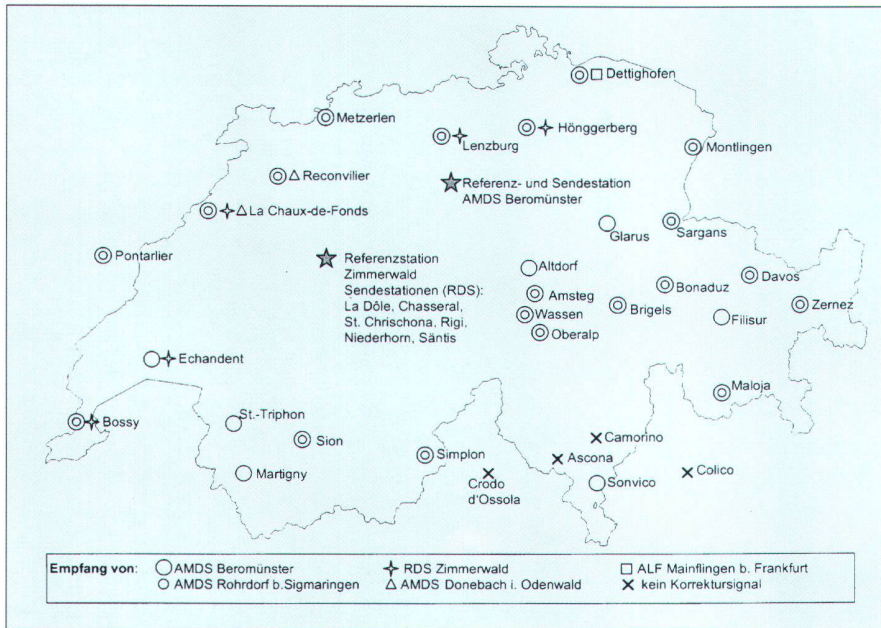 Dettighofen
Metzerlen
Lenzburg
Hönggerberg
Montlingen
Reconvilier
Referenz- und Sendestation
AMDS Beromünster
La Chaux-de-Fonds
Glarus
Sargans
Pontarlier
Referenzstation
Zimmerwald
Sendestationen (RDS):
La Dôle, Chasseral,
St. Chrischona, Rigi,
Niederhorn, Säntis
Altdorf
Amsteg
Wassen
Oberalp
Bonaduz
Davos
Brigels
Filisur
Zernez
Echandent
Maloja
Bossy
St.-Triphon
Sion
Martigny
Simplon
Camorino
Ascona
Crodo
d'Ossola
Sonvico
Colico
Empfang von: AMDS Beromünster RDS Zimmerwald ALF Mainflingen b. Frankfurt
AMDS Rohrdorf b.Sigmaringen AMDS Donebach i. Odenwald kein Korrektursignal